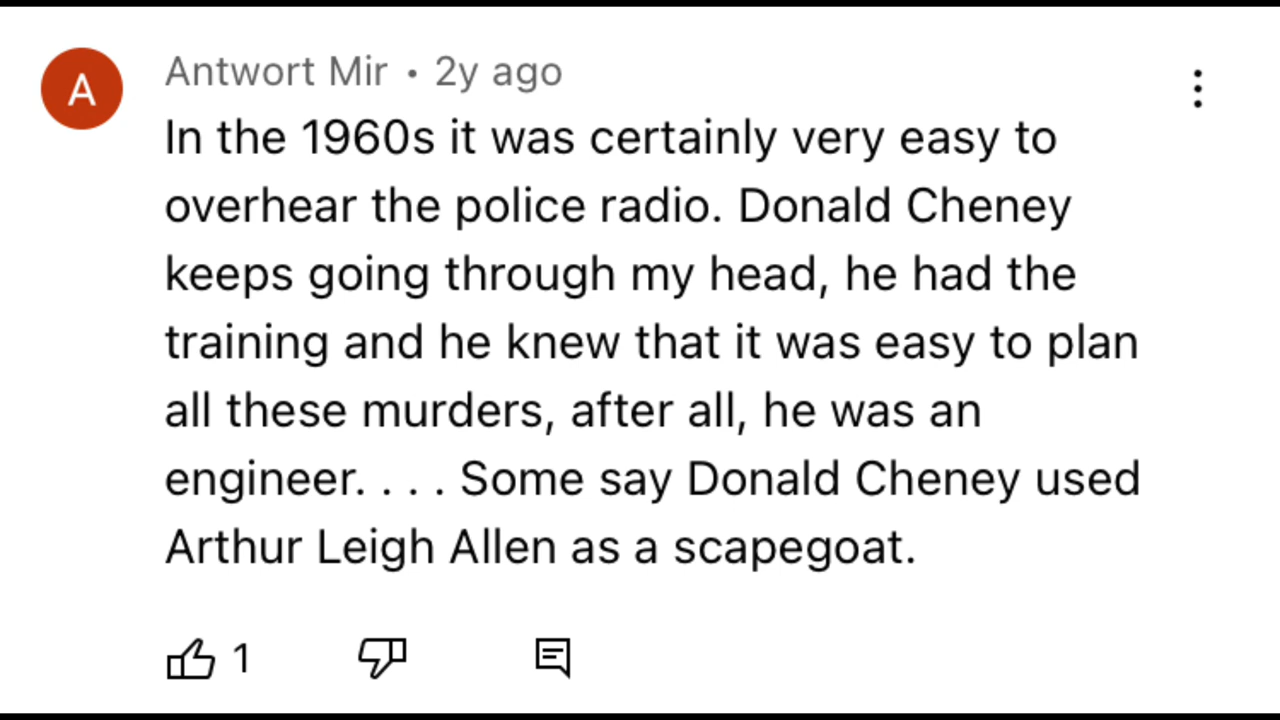 A
Antwort Mir • 2y ago
In the 1960s it was certainly very easy to
overhear the police radio. Donald Cheney
keeps going through my head, he had the
training and he knew that it was easy to plan
all these murders, after all, he was an
engineer. . . . Some say Donald Cheney used
Arthur Leigh Allen as a scapegoat.
1